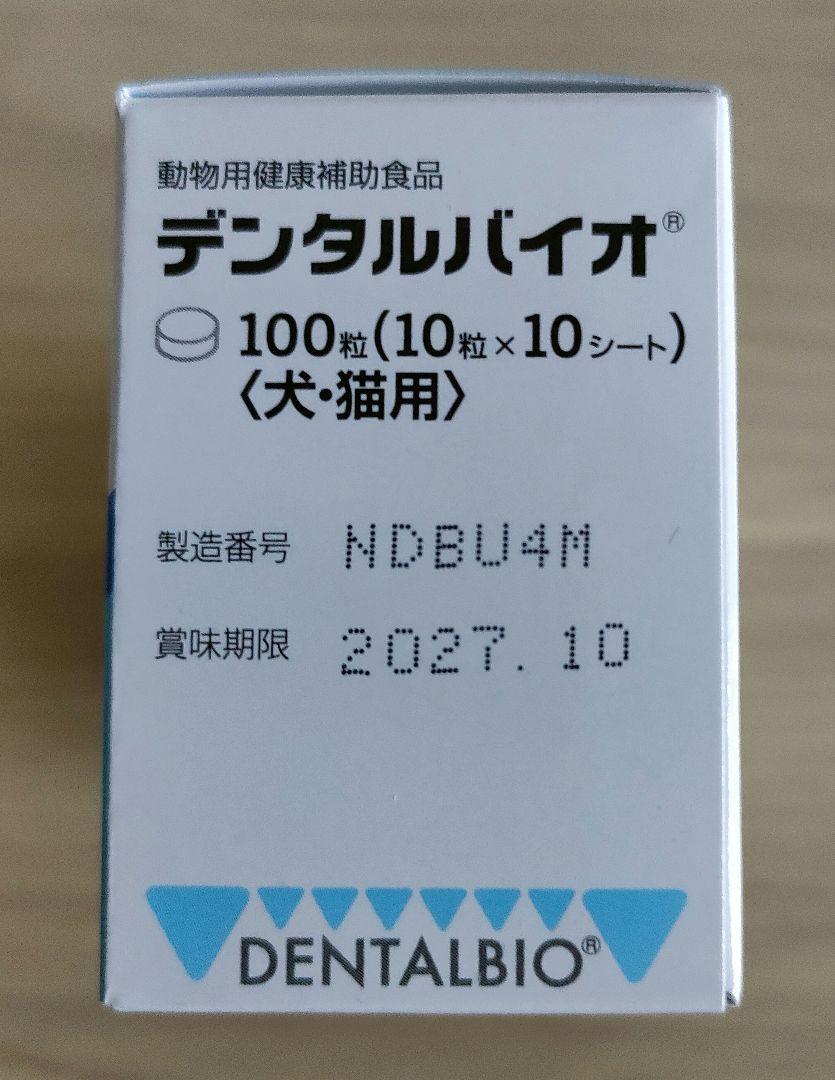 動物用健康補助食品
デンタルバイオ®
100粒(10粒×10シート)
〈犬・猫用〉
製造番号 NDBU4M
賞味期限 2027.10
DENTALBIO®